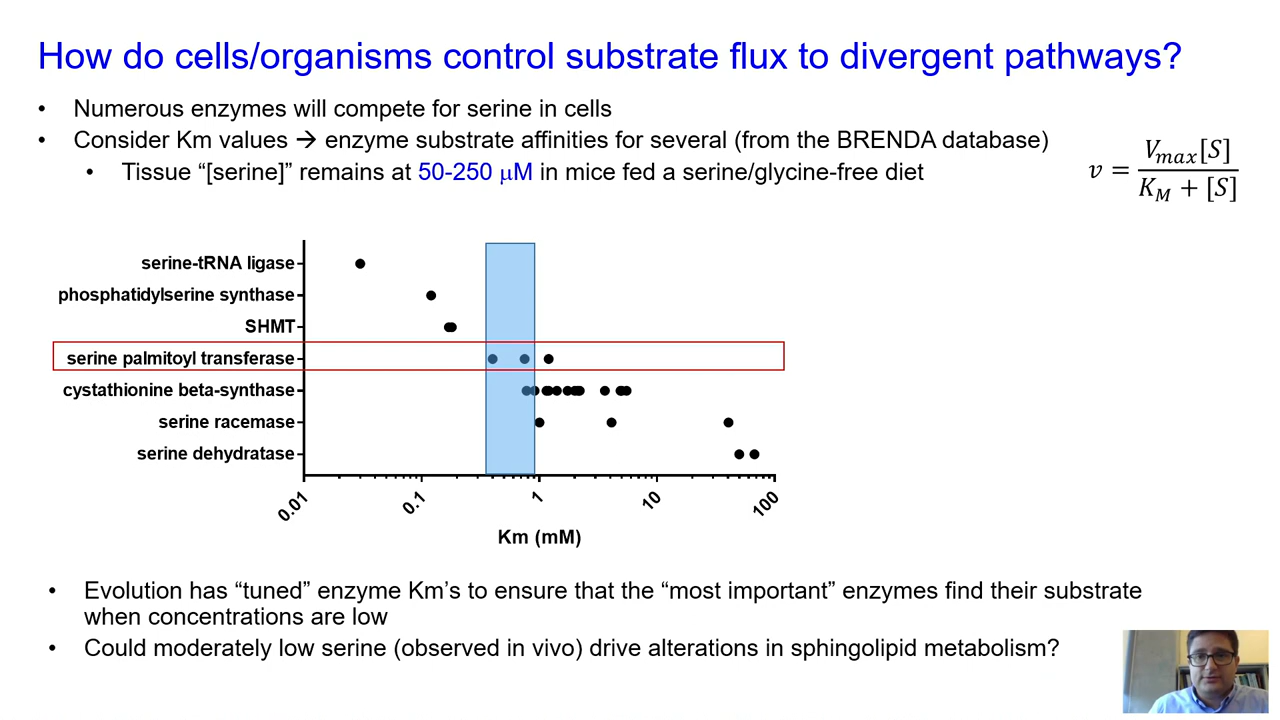 How do cells/organisms control substrate flux to divergent pathways?
• Numerous enzymes will compete for serine in cells
• Consider Km values → enzyme substrate affinities for several (from the BRENDA database)
• Tissue “[serine]” remains at 50-250 μM in mice fed a serine/glycine-free diet
v = Vmax[S] / KM + [S]
serine-tRNA ligase
phosphatidylserine synthase
SHMT
serine palmitoyl transferase
cystathionine beta-synthase
serine racemase
serine dehydratase
0.01 0.1 1 10 100
Km (mM)
• Evolution has “tuned” enzyme Km’s to ensure that the “most important” enzymes find their substrate
when concentrations are low
• Could moderately low serine (observed in vivo) drive alterations in sphingolipid metabolism?